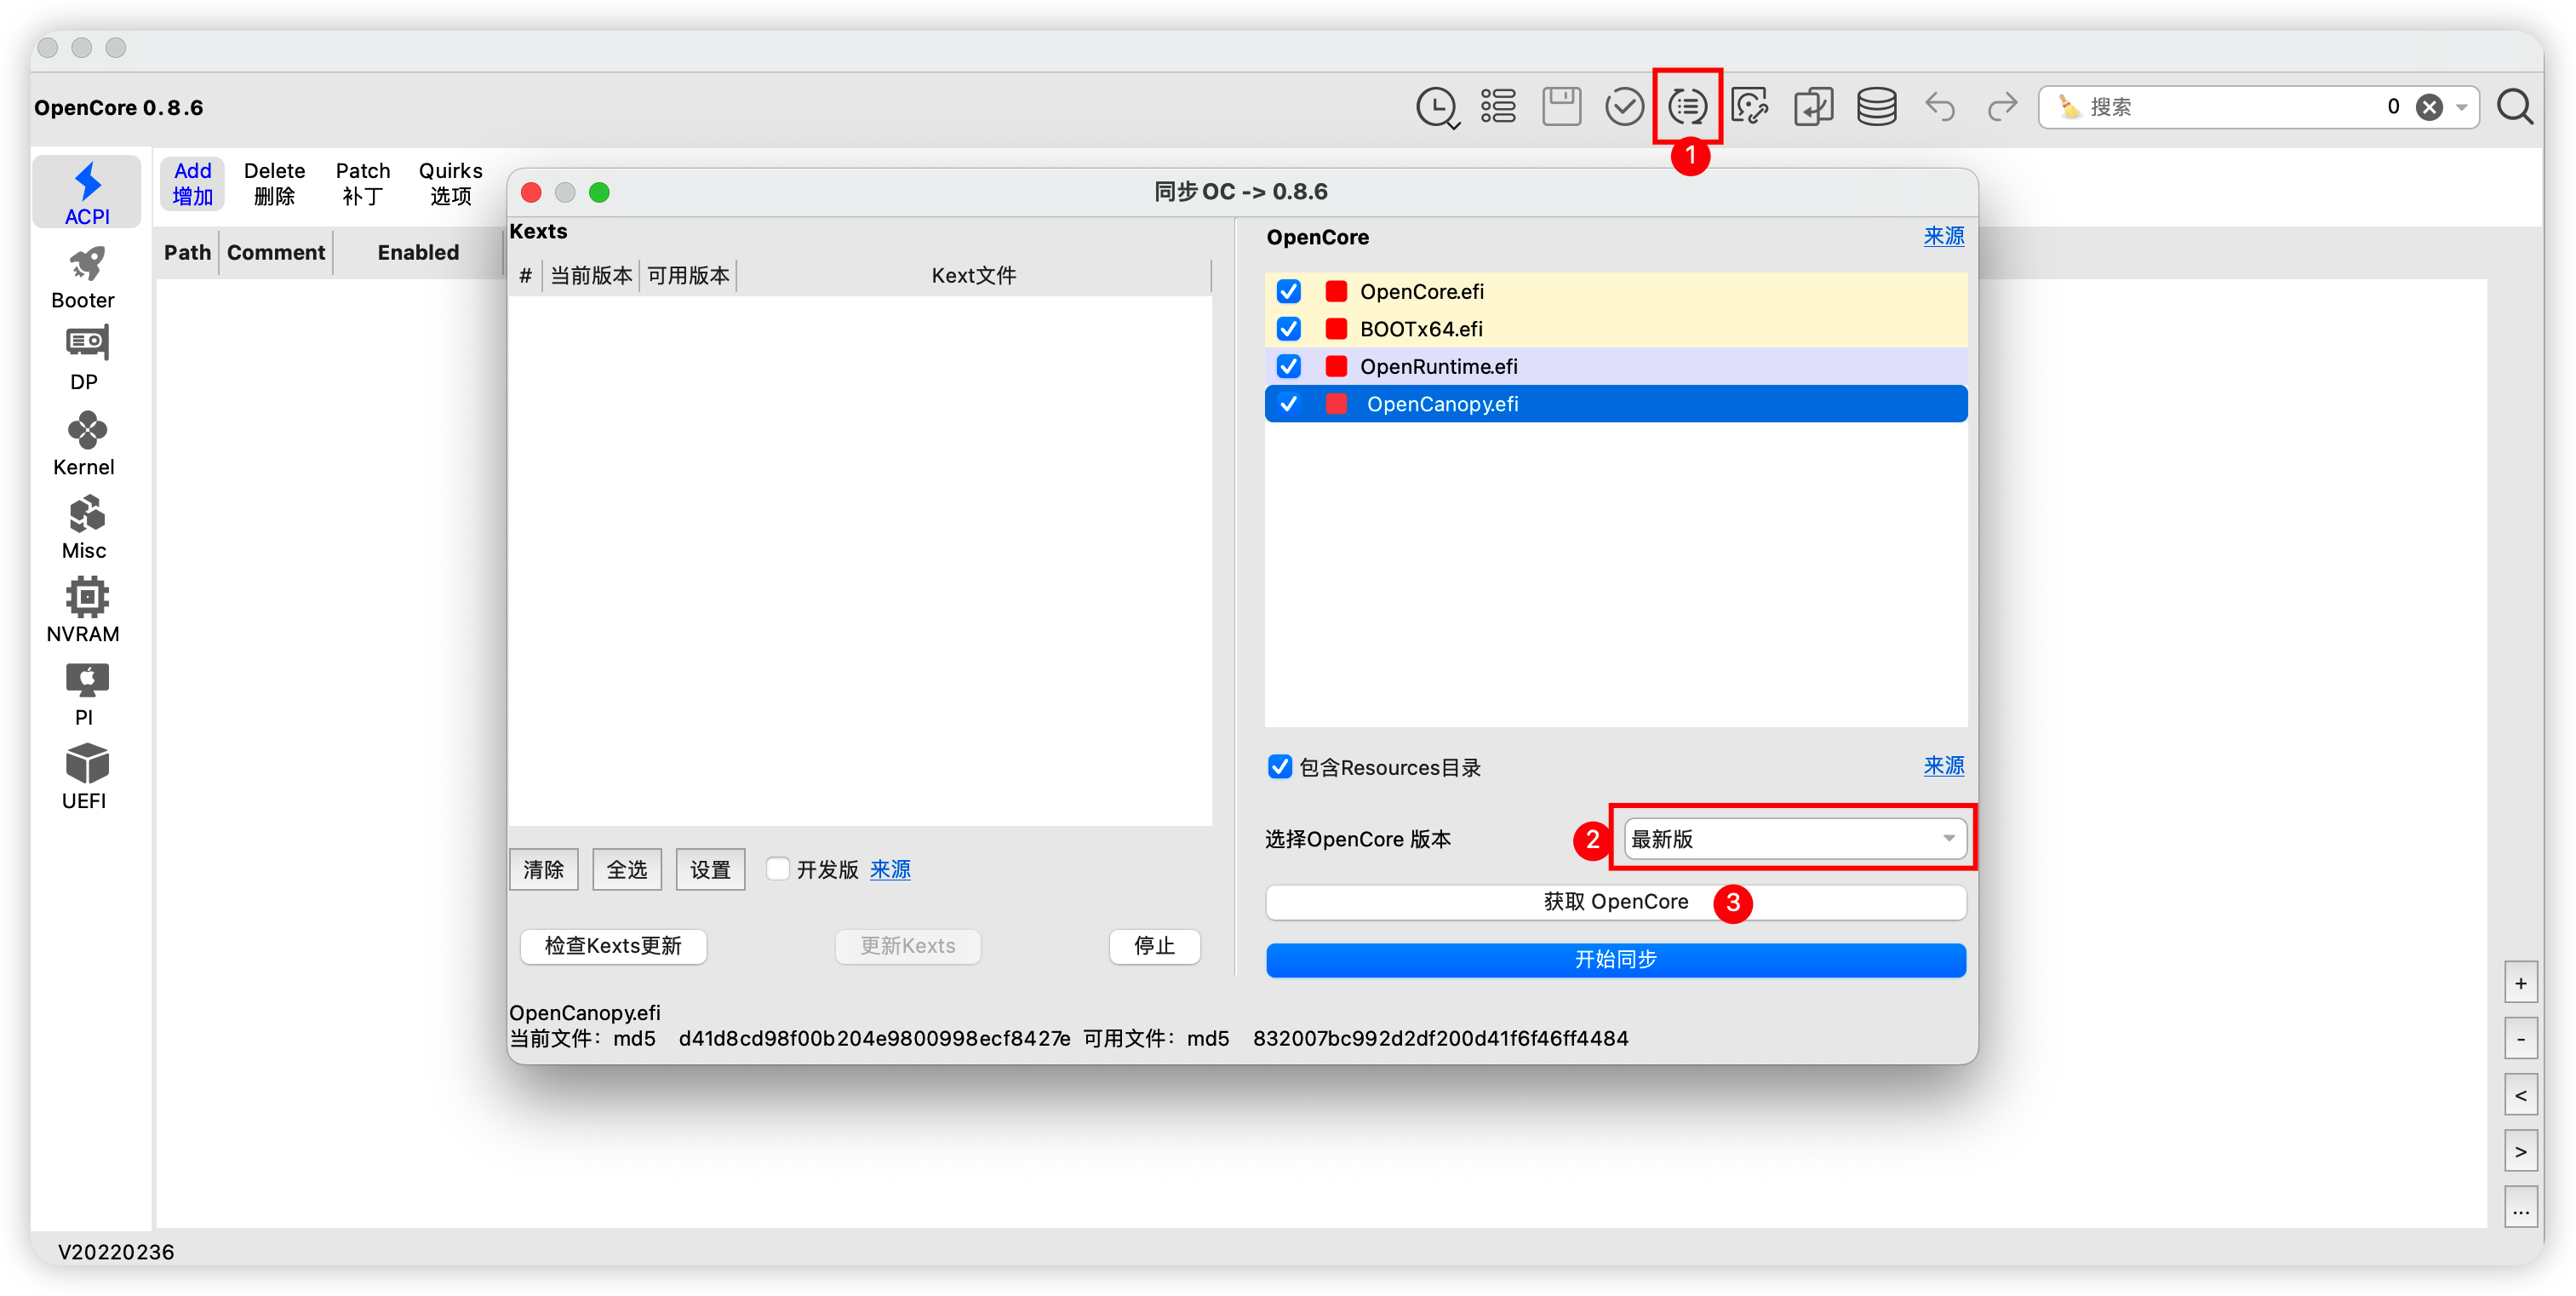 OpenCore 0.8.6
搜索 0
1
ACPI
Booter
DP
Kernel
Misc
NVRAM
PI
UEFI
Add 增加
Delete 删除
Patch 补丁
Quirks 选项
Path Comment Enabled
同步OC -> 0.8.6
Kexts
# 当前版本 可用版本 Kext文件
清除 全选 设置 开发版 来源
检查Kexts更新 更新Kexts 停止
OpenCore 来源
OpenCore.efi
BOOTx64.efi
OpenRuntime.efi
OpenCanopy.efi
包含Resources目录 来源
选择OpenCore 版本 2 最新版
获取 OpenCore 3
开始同步
OpenCanopy.efi
当前文件：md5 d41d8cd98f00b204e9800998ecf8427e 可用文件：md5 832007bc992d2df200d41f6f46ff4484
+
-
<
>
...
V20220236